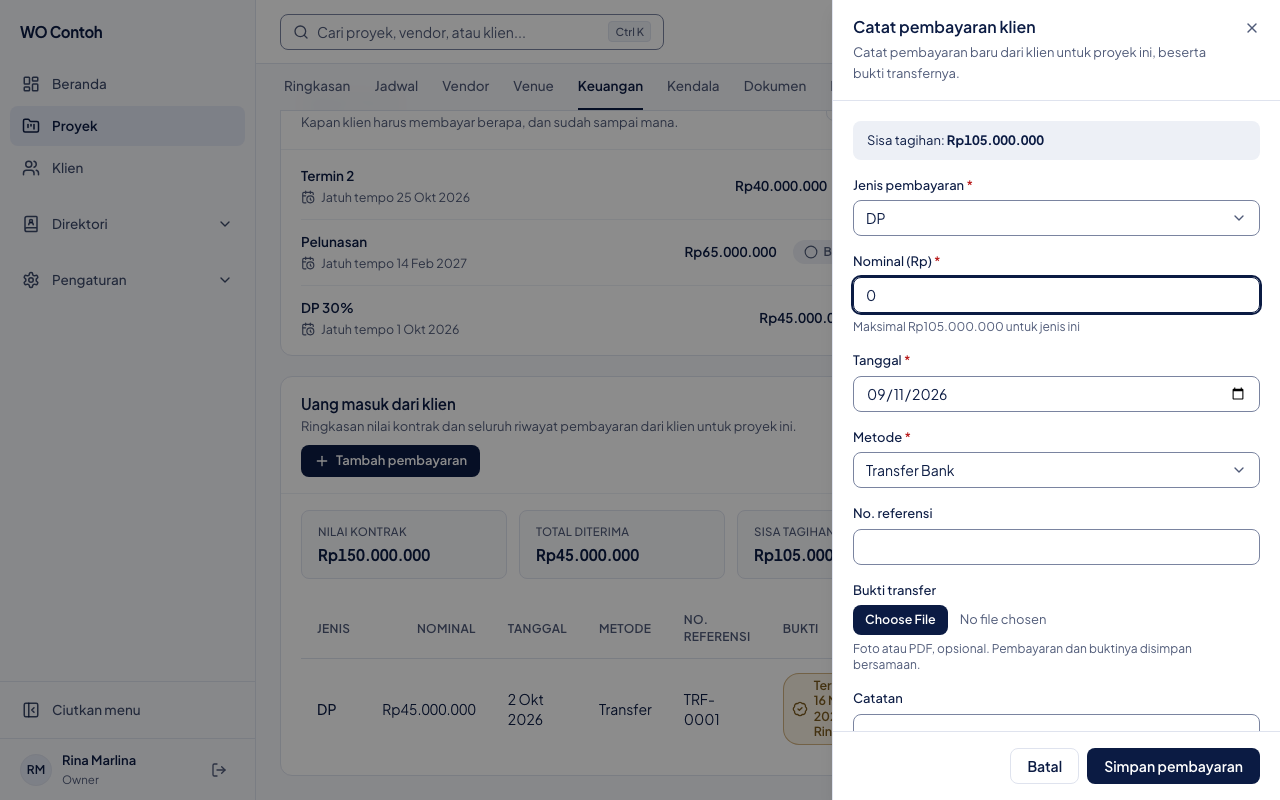 WO Contoh
Beranda
Proyek
Klien
Direktori
Pengaturan
Ciutkan menu
RM
Rina Marlina
Owner
Cari proyek, vendor, atau klien...
Ctrl K
Ringkasan
Jadwal
Vendor
Venue
Keuangan
Kendala
Dokumen
Kapan klien harus membayar berapa, dan sudah sampai mana.
Termin 2
Jatuh tempo 25 Okt 2026
Rp40.000.000
Pelunasan
Jatuh tempo 14 Feb 2027
Rp65.000.000
DP 30%
Jatuh tempo 1 Okt 2026
Rp45.000.0
Uang masuk dari klien
Ringkasan nilai kontrak dan seluruh riwayat pembayaran dari klien untuk proyek ini.
Tambah pembayaran
NILAI KONTRAK
Rp150.000.000
TOTAL DITERIMA
Rp45.000.000
SISA TAGIHAN
Rp105.000
JENIS
NOMINAL
TANGGAL
METODE
NO.
REFERENSI
BUKTI
DP
Rp45.000.000
2 Okt
2026
Transfer
TRF-
0001
Catat pembayaran klien
Catat pembayaran baru dari klien untuk proyek ini, beserta
bukti transfernya.
Sisa tagihan: Rp105.000.000
Jenis pembayaran *
DP
Nominal (Rp) *
0
Maksimal Rp105.000.000 untuk jenis ini
Tanggal *
09/11/2026
Metode *
Transfer Bank
No. referensi
Bukti transfer
Choose File
No file chosen
Foto atau PDF, opsional. Pembayaran dan buktinya disimpan
bersamaan.
Catatan
Batal
Simpan pembayaran